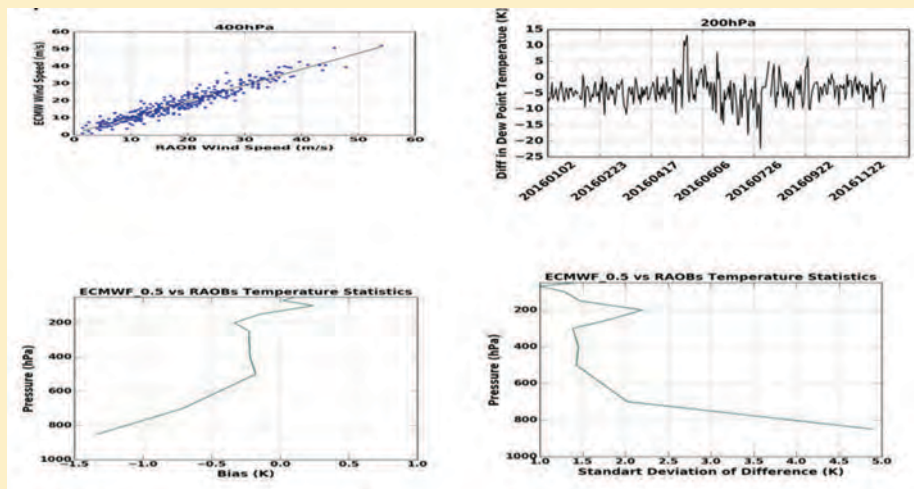 400hPa
60
50
40
30
20
10
0
0 10 20 30 40 50 60
ECMW Wind Speed (m/s)
RAOB Wind Speed (m/s)
200hPa
15
10
5
0
−5
−10
−15
−20
−25
Diff in Dew Point Temperatue (K)
20160102 20160223 20160417 20160606 20160726 20160922 20161122
ECMWF_0.5 vs RAOBs Temperature Statistics
200
400
600
800
1000
Pressure (hPa)
−1.5 −1.0 −0.5 0.0 0.5 1.0
Bias (K)
ECMWF_0.5 vs RAOBs Temperature Statistics
200
400
600
800
1000
Pressure (hPa)
1.0 1.5 2.0 2.5 3.0 3.5 4.0 4.5 5.0
Standart Deviation of Difference (K)